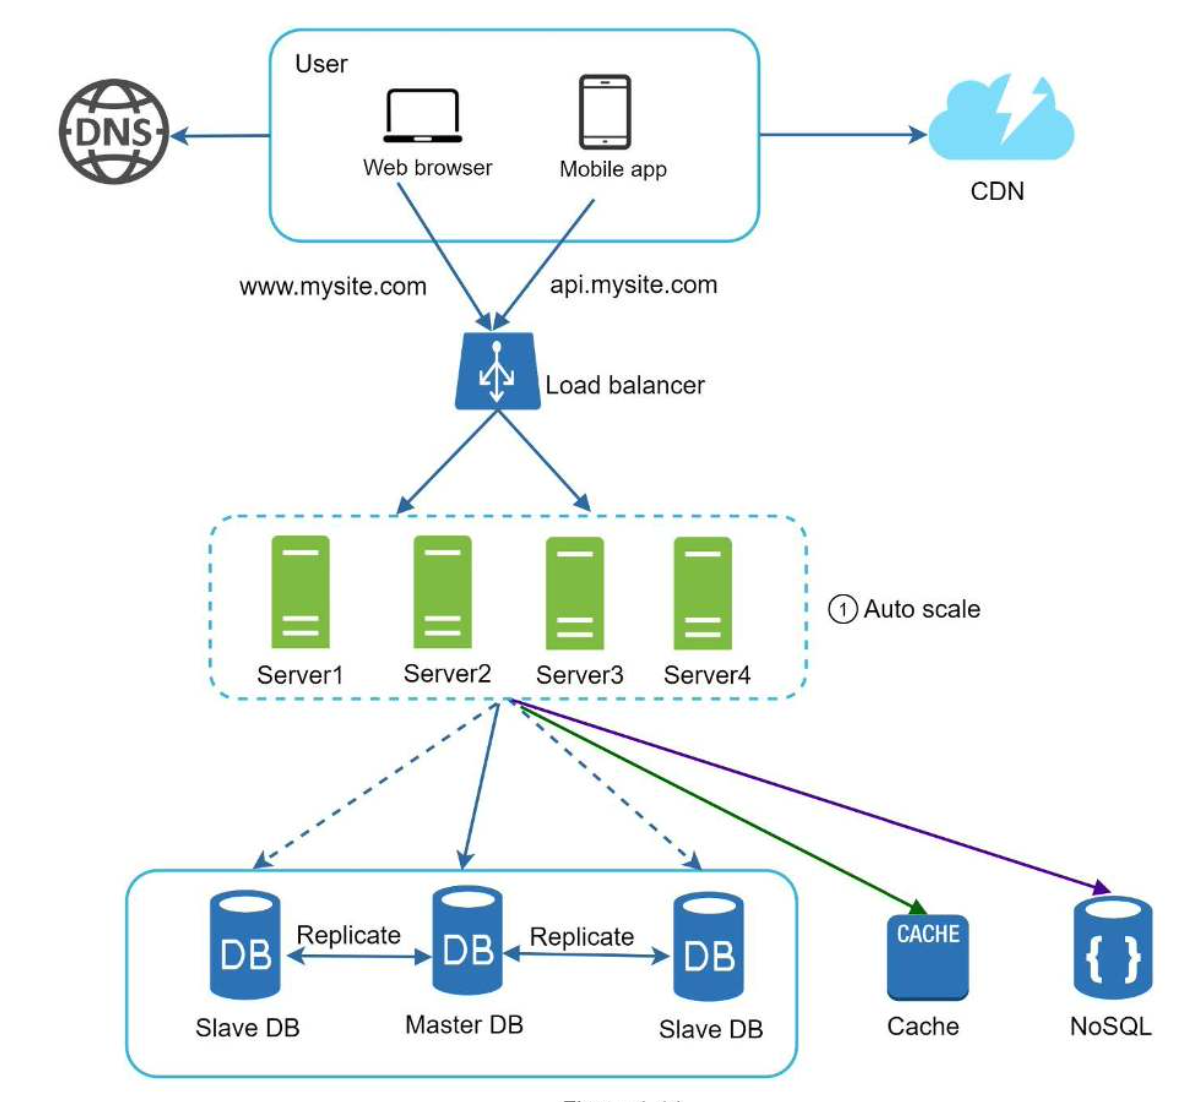 User
DNS
Web browser
Mobile app
CDN
www.mysite.com
api.mysite.com
Load balancer
1 Auto scale
Server1
Server2
Server3
Server4
Replicate
Replicate
DB
DB
DB
CACHE
{ }
Slave DB
Master DB
Slave DB
Cache
NoSQL